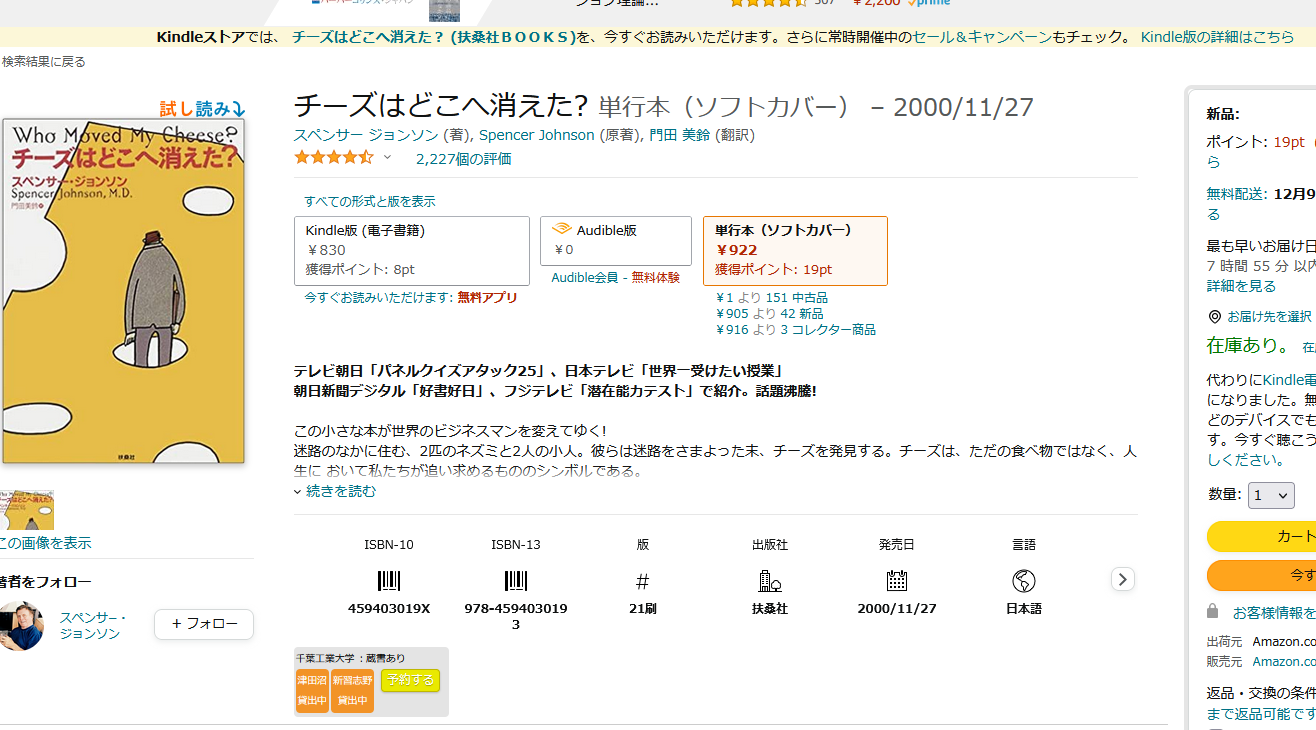 ション理論...
307
￥2,200 prime
Kindleストアでは、 チーズはどこへ消えた？ (扶桑社ＢＯＯＫＳ)を、今すぐお読みいただけます。さらに常時開催中のセール＆キャンペーンもチェック。 Kindle版の詳細はこちら
検索結果に戻る
試し読み
Who Moved My Cheese?
チーズはどこへ消えた?
スペンサー・ジョンソン
Spencer Johnson, M.D.
門田美鈴
扶桑社
この画像を表示
著者をフォロー
スペンサー・
ジョンソン
+ フォロー
チーズはどこへ消えた? 単行本（ソフトカバー） – 2000/11/27
スペンサー ジョンソン (著), Spencer Johnson (原著), 門田 美鈴 (翻訳)
2,227個の評価
すべての形式と版を表示
Kindle版 (電子書籍)
￥830
獲得ポイント: 8pt
今すぐお読みいただけます: 無料アプリ
Audible版
￥0
Audible会員 - 無料体験
単行本（ソフトカバー）
￥922
獲得ポイント: 19pt
￥1 より 151 中古品
￥905 より 42 新品
￥916 より 3 コレクター商品
テレビ朝日「パネルクイズアタック25」、日本テレビ「世界一受けたい授業」
朝日新聞デジタル「好書好日」、フジテレビ「潜在能力テスト」で紹介。話題沸騰!
この小さな本が世界のビジネスマンを変えてゆく!
迷路のなかに住む、2匹のネズミと2人の小人。彼らは迷路をさまよった末、チーズを発見する。チーズは、ただの食べ物ではなく、人
生に おいて私たちが追い求めるもののシンボルである。
続きを読む
ISBN-10
459403019X
ISBN-13
978-459403019
3
版
#
21刷
出版社
扶桑社
発売日
2000/11/27
言語
日本語
千葉工業大学 : 蔵書あり
津田沼
貸出中
新習志野
貸出中
予約する
新品:
ポイント: 19pt
ら
無料配送: 12月9
る
最も早いお届け日
7 時間 55 分 以内
詳細を見る
お届け先を選択
在庫あり。 在
代わりにKindle電
になりました。無
どのデバイスでも
す。今すぐ聴こう
しください。
数量: 1
カート
今す
お客様情報を
出荷元 Amazon.co
販売元 Amazon.co
返品・交換の条件
まで返品可能です